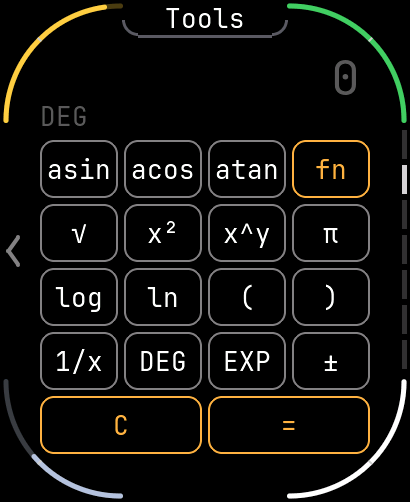 Tools
0
DEG
asin acos atan fn
√ x² x^y π
log ln ( )
1/x DEG EXP ±
C =